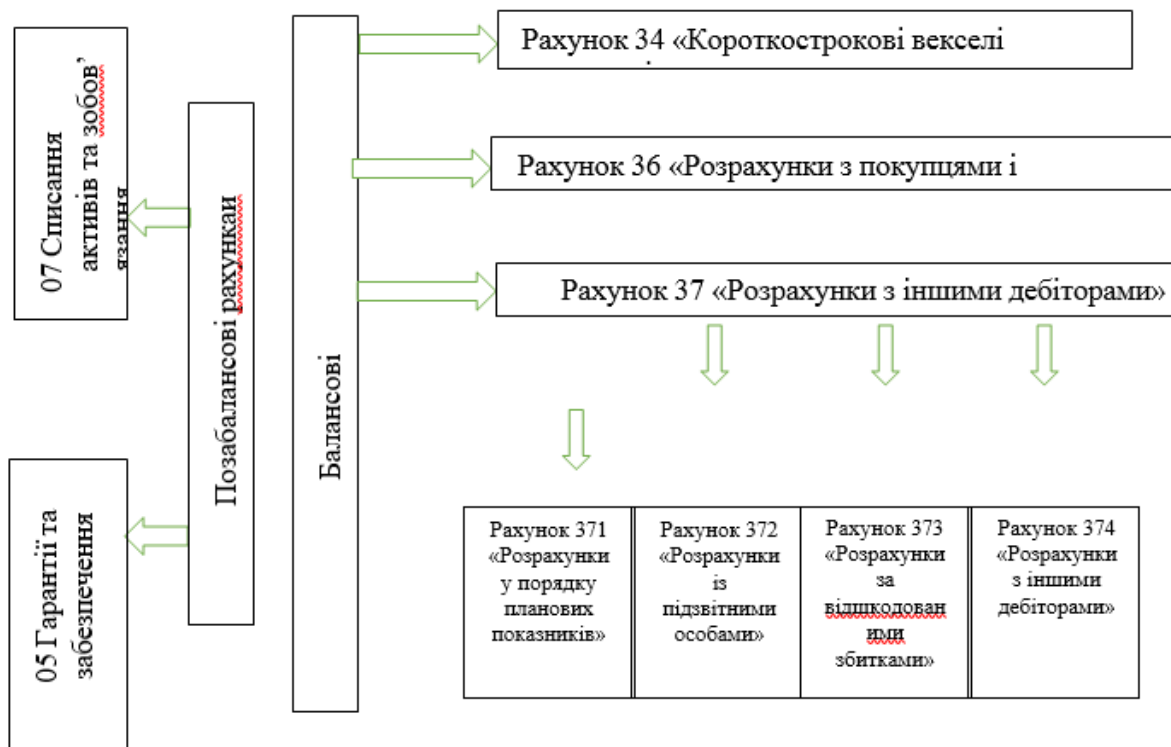 07 Списання
активів та зобов’
язання
05 Гарантії та
забезпечення
Позабалансові рахункаи
Балансові
Рахунок 34 «Короткострокові векселі
Рахунок 36 «Розрахунки з покупцями і
Рахунок 37 «Розрахунки з іншими дебіторами»
Рахунок 371
«Розрахунки
у порядку
планових
показників»
Рахунок 372
«Розрахунки
із
підзвітними
особами»
Рахунок 373
«Розрахунки
за
відшкодован
ими
збитками»
Рахунок 374
«Розрахунки
з іншими
дебіторами»